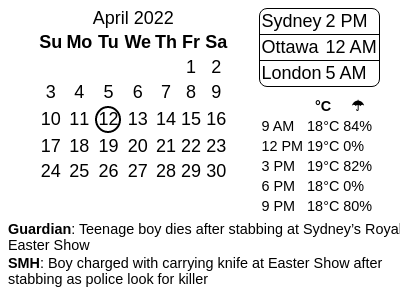 April 2022
Su Mo Tu We Th Fr Sa
1 2
3 4 5 6 7 8 9
10 11 12 13 14 15 16
17 18 19 20 21 22 23
24 25 26 27 28 29 30
Sydney 2 PM
Ottawa 12 AM
London 5 AM
°C ☂
9 AM 18°C 84%
12 PM 19°C 0%
3 PM 19°C 82%
6 PM 18°C 0%
9 PM 18°C 80%
Guardian: Teenage boy dies after stabbing at Sydney’s Royal
Easter Show
SMH: Boy charged with carrying knife at Easter Show after
stabbing as police look for killer